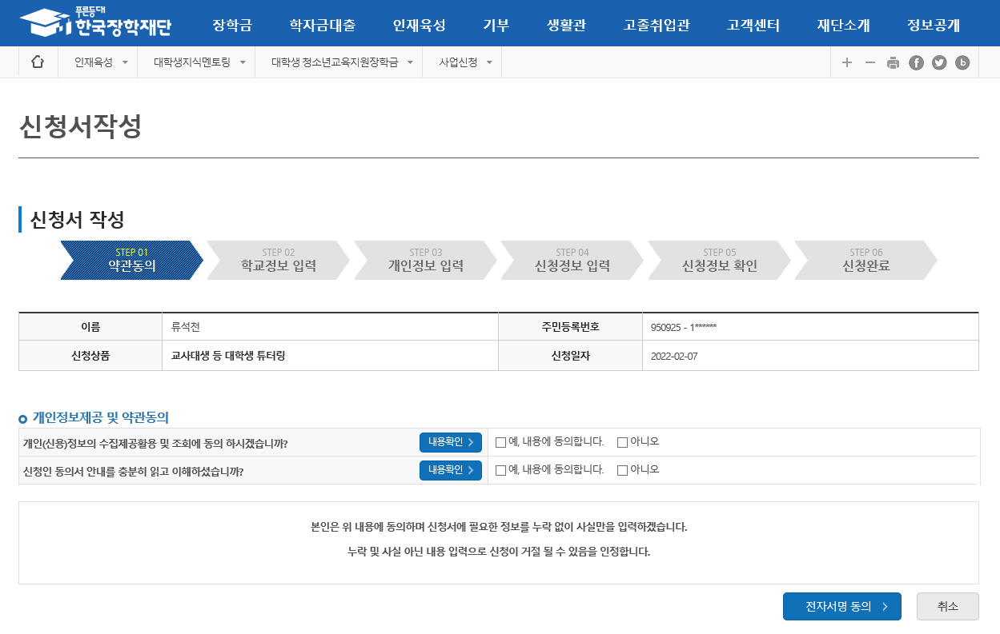 푸른등대
한국장학재단
장학금 학자금대출 인재육성 기부 생활관 고졸취업관 고객센터 재단소개 정보공개
인재육성 대학생지식멘토링 대학생 청소년교육지원장학금 사업신청
신청서작성
신청서 작성
STEP 01 STEP 02 STEP 03 STEP 04 STEP 05 STEP 06
약관동의 학교정보 입력 개인정보 입력 신청정보 입력 신청정보 확인 신청완료
이름 류석천 주민등록번호 950925 - 1******
신청상품 교사대생 등 대학생 튜터링 신청일자 2022-02-07
개인정보제공 및 약관동의
개인(신용)정보의 수집제공활용 및 조회에 동의 하시겠습니까? 내용확인 예, 내용에 동의합니다. 아니오
신청인 동의서 안내를 충분히 읽고 이해하셨습니까? 내용확인 예, 내용에 동의합니다. 아니오
본인은 위 내용에 동의하며 신청서에 필요한 정보를 누락 없이 사실만을 입력하겠습니다.
누락 및 사실 아닌 내용 입력으로 신청이 거절 될 수 있음을 인정합니다.
전자서명 동의 취소